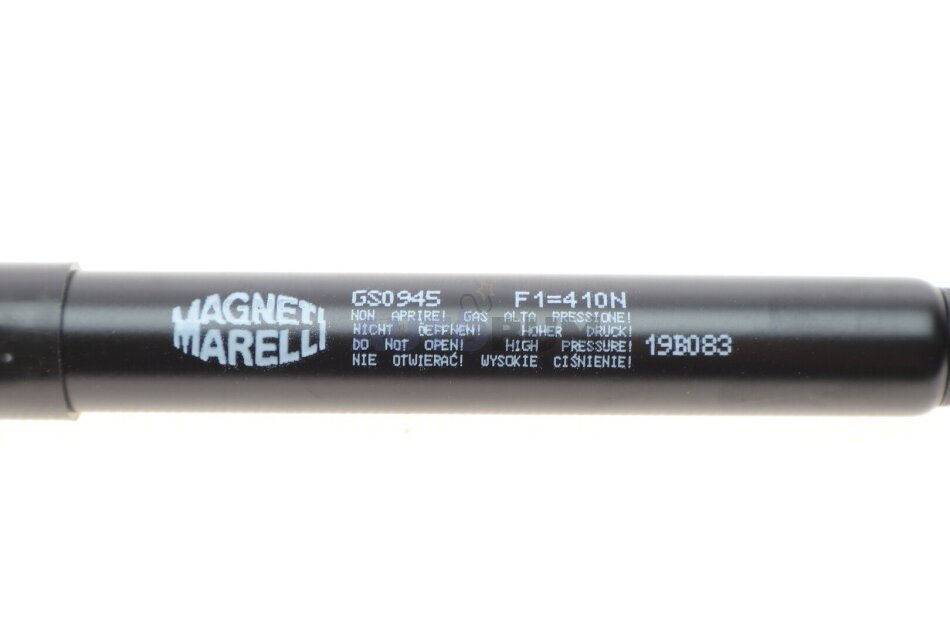 MAGNETI
MARELLI
GS0945 F1=410N
NON APRIRE! GAS ALTA PRESSIONE!
NICHT OEFFNEN! HOHER DRUCK!
DO NOT OPEN! HIGH PRESSURE!
NIE OTWIERAĆ! WYSOKIE CIŚNIENIE!
19B083